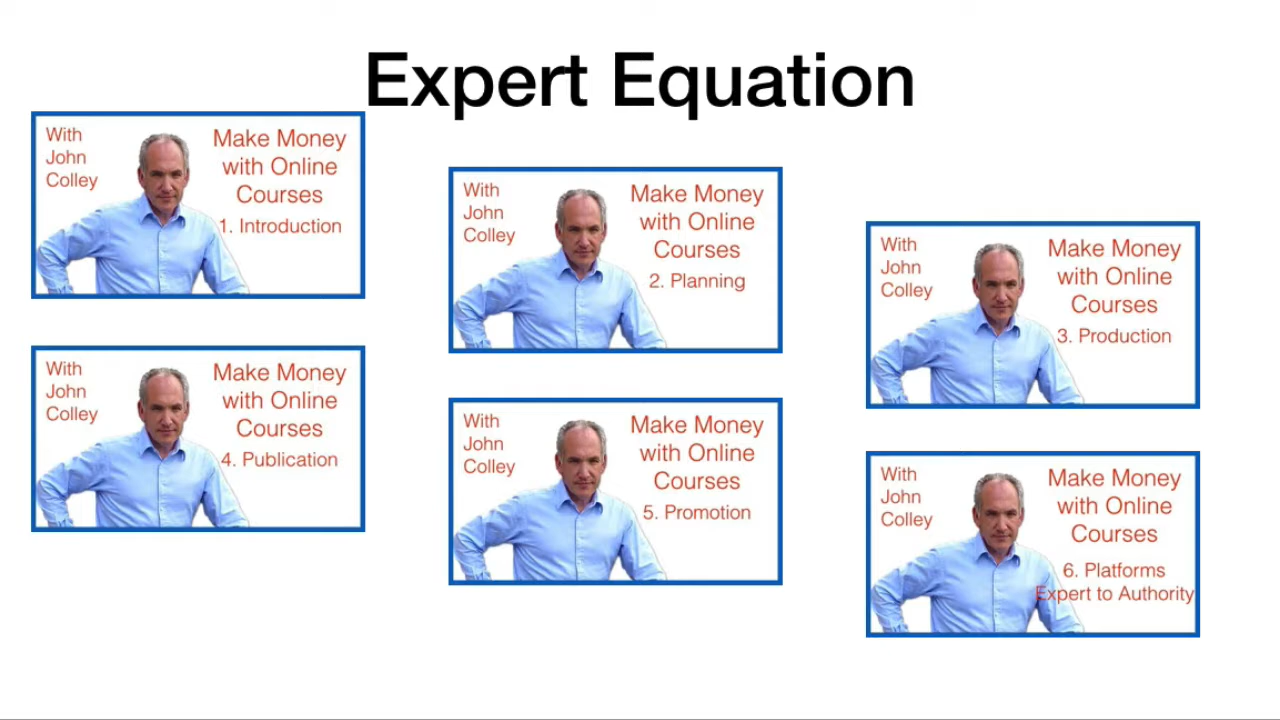 Expert Equation
With
John
Colley
Make Money
with Online
Courses
1. Introduction
With
John
Colley
Make Money
with Online
Courses
2. Planning
With
John
Colley
Make Money
with Online
Courses
3. Production
With
John
Colley
Make Money
with Online
Courses
4. Publication
With
John
Colley
Make Money
with Online
Courses
5. Promotion
With
John
Colley
Make Money
with Online
Courses
6. Platforms
Expert to Authority